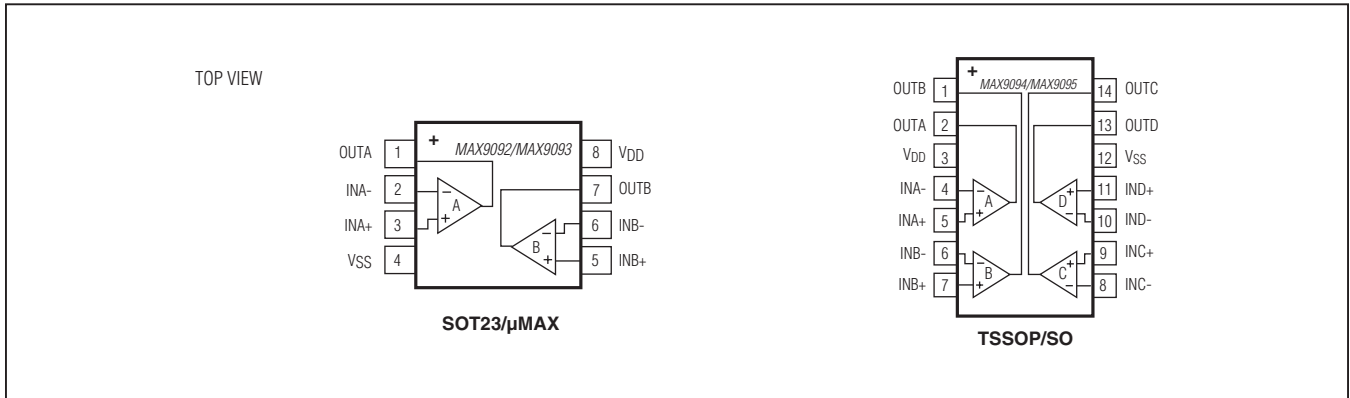 TOP VIEW
+
MAX9092/MAX9093
OUTA 1
INA- 2
INA+ 3
VSS 4
8 VDD
7 OUTB
6 INB-
5 INB+
−
+
A
−
+
B
SOT23/µMAX
+
MAX9094/MAX9095
OUTB 1
OUTA 2
VDD 3
INA- 4
INA+ 5
INB- 6
INB+ 7
14 OUTC
13 OUTD
12 VSS
11 IND+
10 IND-
9 INC+
8 INC-
−
+
A
+
−
D
−
+
B
+
−
C
TSSOP/SO